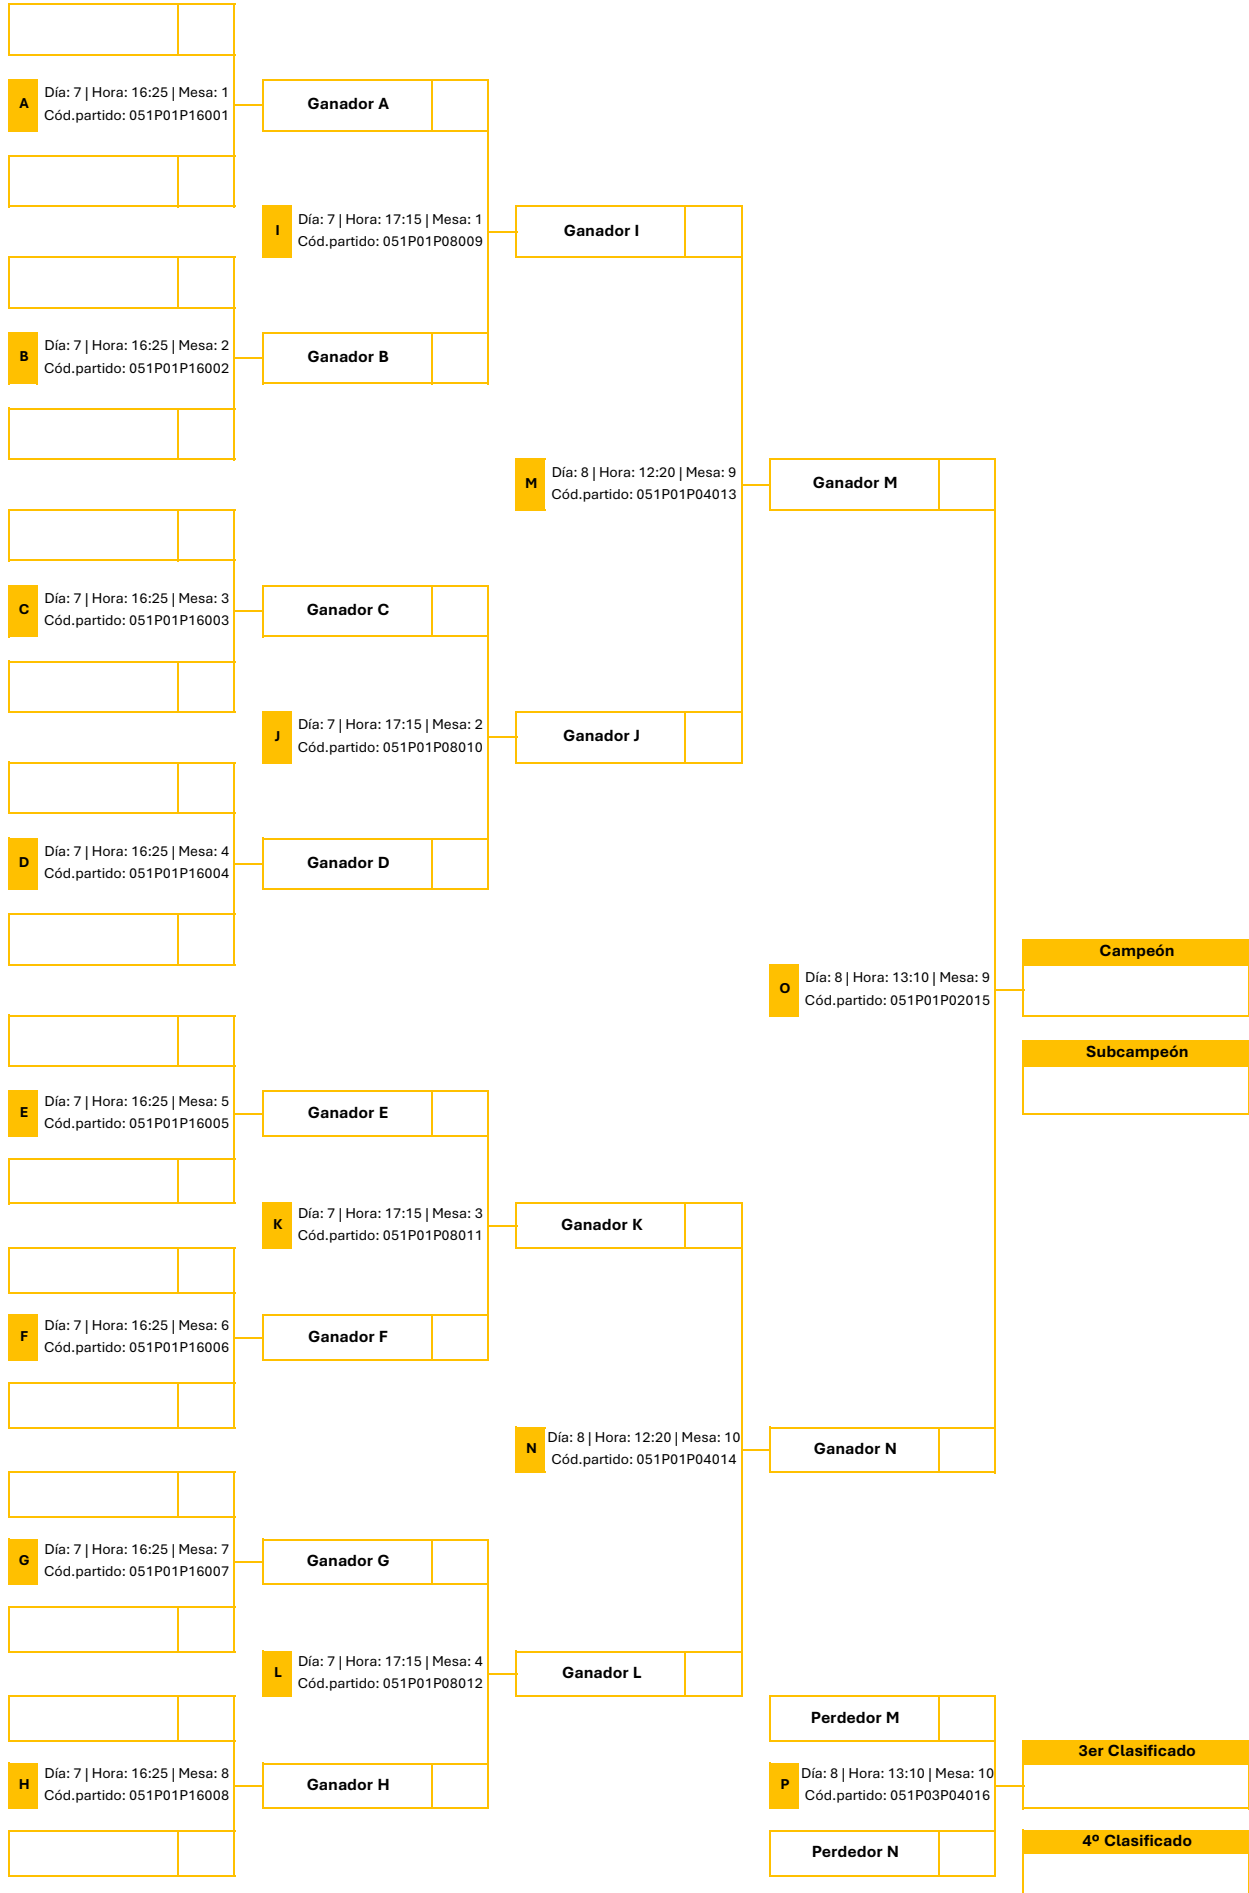 A
Día: 7 | Hora: 16:25 | Mesa: 1
Cód.partido: 051P01P16001
Ganador A
I
Día: 7 | Hora: 17:15 | Mesa: 1
Cód.partido: 051P01P08009
Ganador I
B
Día: 7 | Hora: 16:25 | Mesa: 2
Cód.partido: 051P01P16002
Ganador B
M
Día: 8 | Hora: 12:20 | Mesa: 9
Cód.partido: 051P01P04013
Ganador M
C
Día: 7 | Hora: 16:25 | Mesa: 3
Cód.partido: 051P01P16003
Ganador C
J
Día: 7 | Hora: 17:15 | Mesa: 2
Cód.partido: 051P01P08010
Ganador J
D
Día: 7 | Hora: 16:25 | Mesa: 4
Cód.partido: 051P01P16004
Ganador D
Campeón
O
Día: 8 | Hora: 13:10 | Mesa: 9
Cód.partido: 051P01P02015
Subcampeón
E
Día: 7 | Hora: 16:25 | Mesa: 5
Cód.partido: 051P01P16005
Ganador E
K
Día: 7 | Hora: 17:15 | Mesa: 3
Cód.partido: 051P01P08011
Ganador K
F
Día: 7 | Hora: 16:25 | Mesa: 6
Cód.partido: 051P01P16006
Ganador F
N
Día: 8 | Hora: 12:20 | Mesa: 10
Cód.partido: 051P01P04014
Ganador N
G
Día: 7 | Hora: 16:25 | Mesa: 7
Cód.partido: 051P01P16007
Ganador G
L
Día: 7 | Hora: 17:15 | Mesa: 4
Cód.partido: 051P01P08012
Ganador L
Perdedor M
3er Clasificado
H
Día: 7 | Hora: 16:25 | Mesa: 8
Cód.partido: 051P01P16008
Ganador H
P
Día: 8 | Hora: 13:10 | Mesa: 10
Cód.partido: 051P03P04016
Perdedor N
4º Clasificado